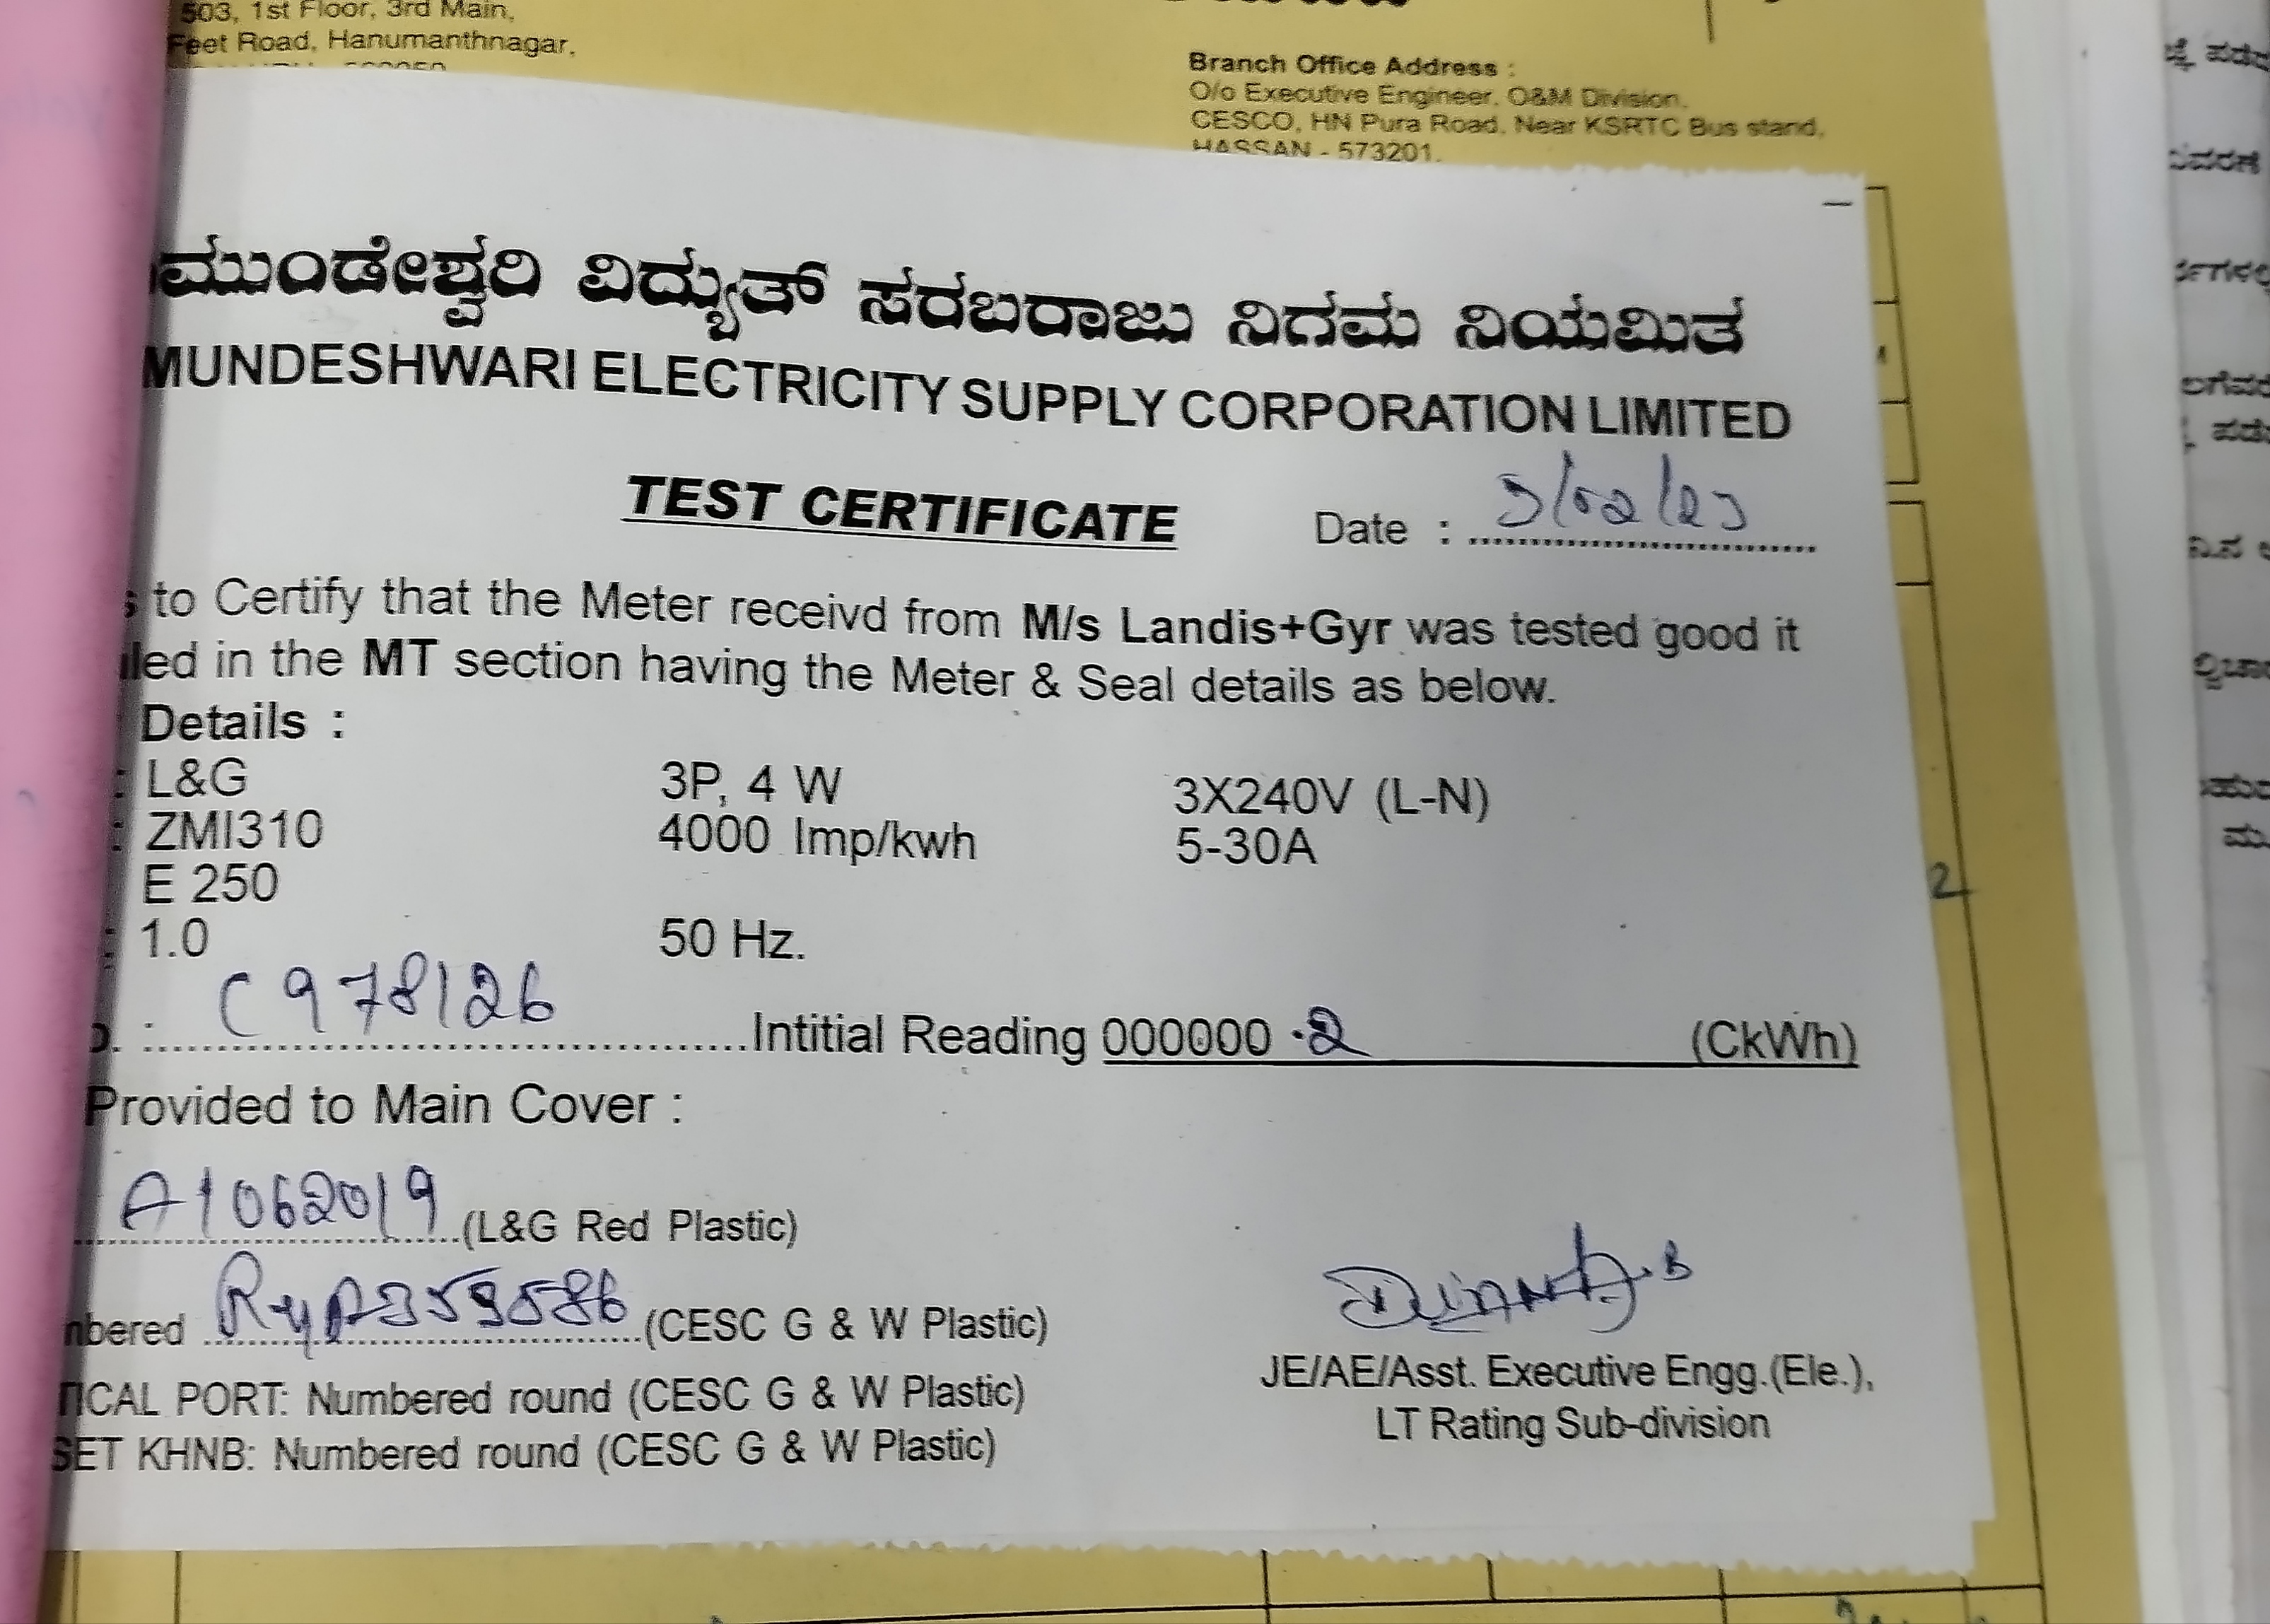 503, 1st Floor, 3rd Main,
Feet Road, Hanumanthnagar,
Branch Office Address :
O/o Executive Engineer, O&M Division,
CESCO, HN Pura Road, Near KSRTC Bus stand,
HASSAN - 573201.
ಮುಂಡೇಶ್ವರಿ ವಿದ್ಯುತ್ ಸರಬರಾಜು ನಿಗಮ ನಿಯಮಿತ
MUNDESHWARI ELECTRICITY SUPPLY CORPORATION LIMITED
TEST CERTIFICATE Date : 3/02/23
s to Certify that the Meter receivd from M/s Landis+Gyr was tested good it
led in the MT section having the Meter & Seal details as below.
Details :
: L&G 3P, 4 W 3X240V (L-N)
: ZMI310 4000 Imp/kwh 5-30A
E 250
: 1.0 50 Hz.
o. : C978126 Intitial Reading 000000 .2 (CkWh)
Provided to Main Cover :
A1062019 (L&G Red Plastic)
nbered (CESC G & W Plastic)
TICAL PORT: Numbered round (CESC G & W Plastic)
SET KHNB: Numbered round (CESC G & W Plastic)
JE/AE/Asst. Executive Engg.(Ele.),
LT Rating Sub-division
2